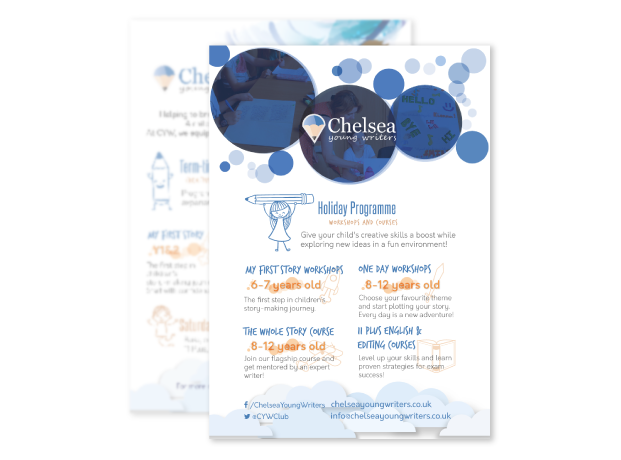 Chelsea
young writers
HELLO
Holiday Programme
WORKSHOPS AND COURSES
Give your child's creative skills a boost while
exploring new ideas in a fun environment!
MY FIRST STORY WORKSHOPS
6-7 years old
The first step in children's
story-making journey.
ONE DAY WORKSHOPS
8-12 years old
Choose your favourite theme
and start plotting your story.
Every day is a new adventure!
THE WHOLE STORY COURSE
8-12 years old
Join our flagship course and
get mentored by an expert
writer!
11 PLUS ENGLISH &
EDITING COURSES
Level up your skills and learn
proven strategies for exam
success!
/ChelseaYoungWriters
@CYWClub
chelseayoungwriters.co.uk
info@chelseayoungwriters.co.uk